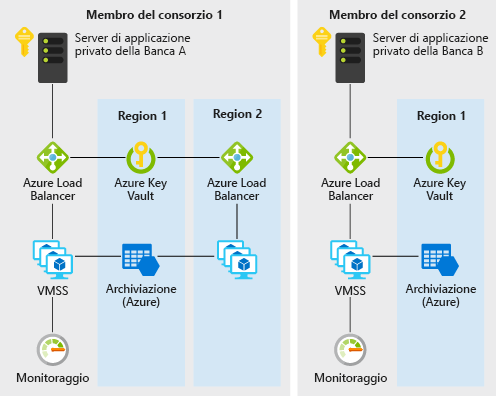 Membro del consorzio 1
Server di applicazione
privato della Banca A
Region 1
Region 2
Azure Load
Balancer
Azure Key
Vault
Azure Load
Balancer
VMSS
Archiviazione
(Azure)
Monitoraggio
Membro del consorzio 2
Server di applicazione
privato della Banca B
Region 1
Azure Load
Balancer
Azure Key
Vault
VMSS
Archiviazione
(Azure)
Monitoraggio